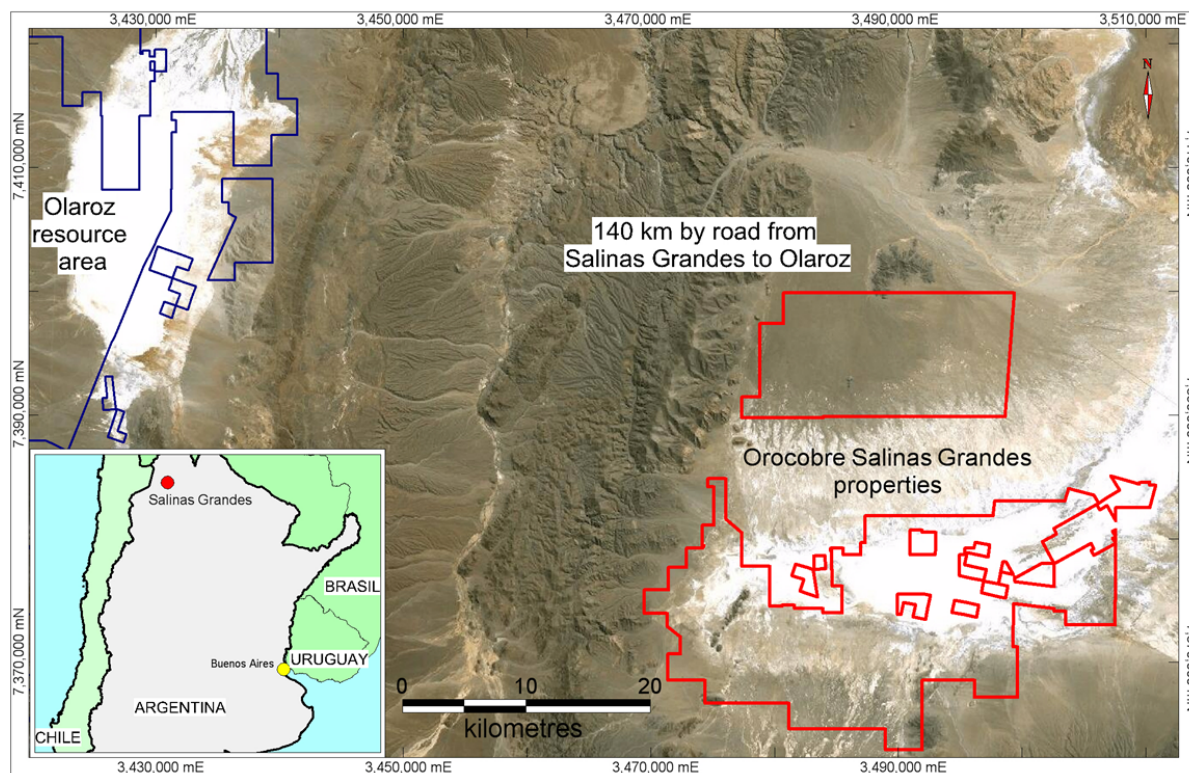 3,430,000 mE
3,450,000 mE
3,470,000 mE
3,490,000 mE
3,510,000 mE
N
7,410,000 mN
7,390,000 mN
7,370,000 mN
Olaroz
resource
area
140 km by road from
Salinas Grandes to Olaroz
Orocobre Salinas Grandes
properties
Salinas Grandes
BRASIL
Buenos Aires
URUGUAY
ARGENTINA
CHILE
0
10
20
kilometres
3,430,000 mE
3,450,000 mE
3,470,000 mE
3,490,000 mE